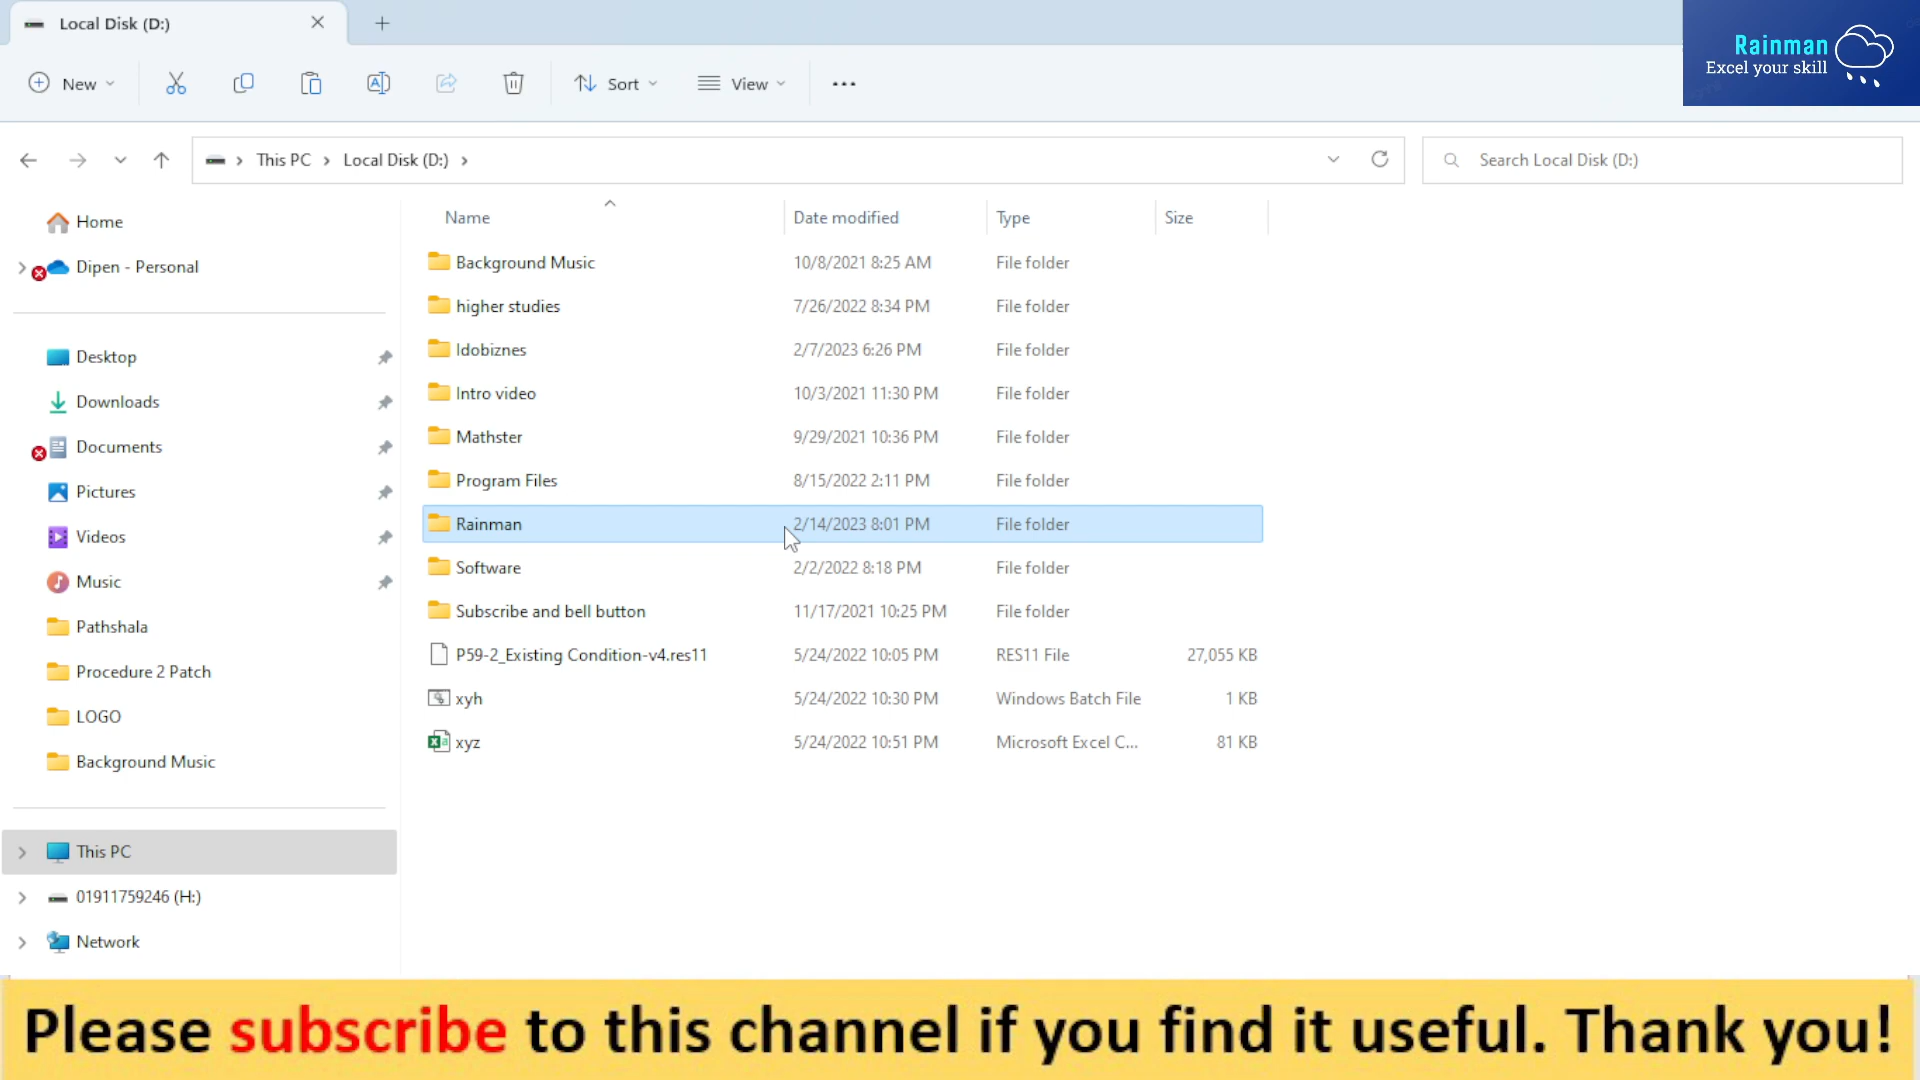 Local Disk (D:)
Rainman
Excel your skill
New
Sort
View
This PC
Local Disk (D:)
Search Local Disk (D:)
Home
Dipen - Personal
Desktop
Downloads
Documents
Pictures
Videos
Music
Pathshala
Procedure 2 Patch
LOGO
Background Music
This PC
01911759246 (H:)
Network
Name Date modified Type Size
Background Music 10/8/2021 8:25 AM File folder
higher studies 7/26/2022 8:34 PM File folder
Idobiznes 2/7/2023 6:26 PM File folder
Intro video 10/3/2021 11:30 PM File folder
Mathster 9/29/2021 10:36 PM File folder
Program Files 8/15/2022 2:11 PM File folder
Rainman 2/14/2023 8:01 PM File folder
Software 2/2/2022 8:18 PM File folder
Subscribe and bell button 11/17/2021 10:25 PM File folder
P59-2_Existing Condition-v4.res11 5/24/2022 10:05 PM RES11 File 27,055 KB
xyh 5/24/2022 10:30 PM Windows Batch File 1 KB
xyz 5/24/2022 10:51 PM Microsoft Excel C... 81 KB
Please subscribe to this channel if you find it useful. Thank you!